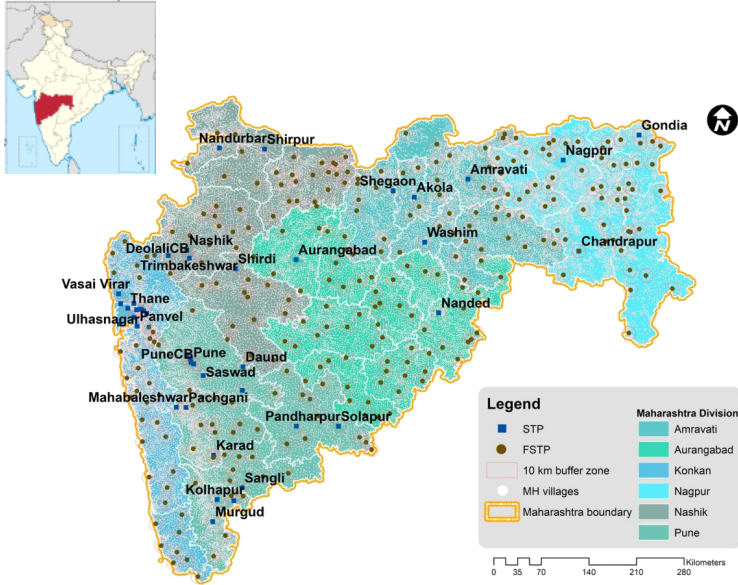 N
Gondia
Nandurbar Shirpur
Nagpur
Amravati
Shegaon
Akola
Washim
Nashik
DeolaliCB
Aurangabad
Chandrapur
Shirdi
Trimbakeshwar
Vasai Virar
Thane
Nanded
Ulhasnagar
Panvel
PuneCB Pune
Daund
Saswad
Mahabaleshwar Pachgani
Pandharpur Solapur
Karad
Sangli
Kolhapur
Murgud
Legend
STP
FSTP
10 km buffer zone
MH villages
Maharashtra boundary
Maharashtra Division
Amravati
Aurangabad
Konkan
Nagpur
Nashik
Pune
Kilometers
0 35 70 140 210 280